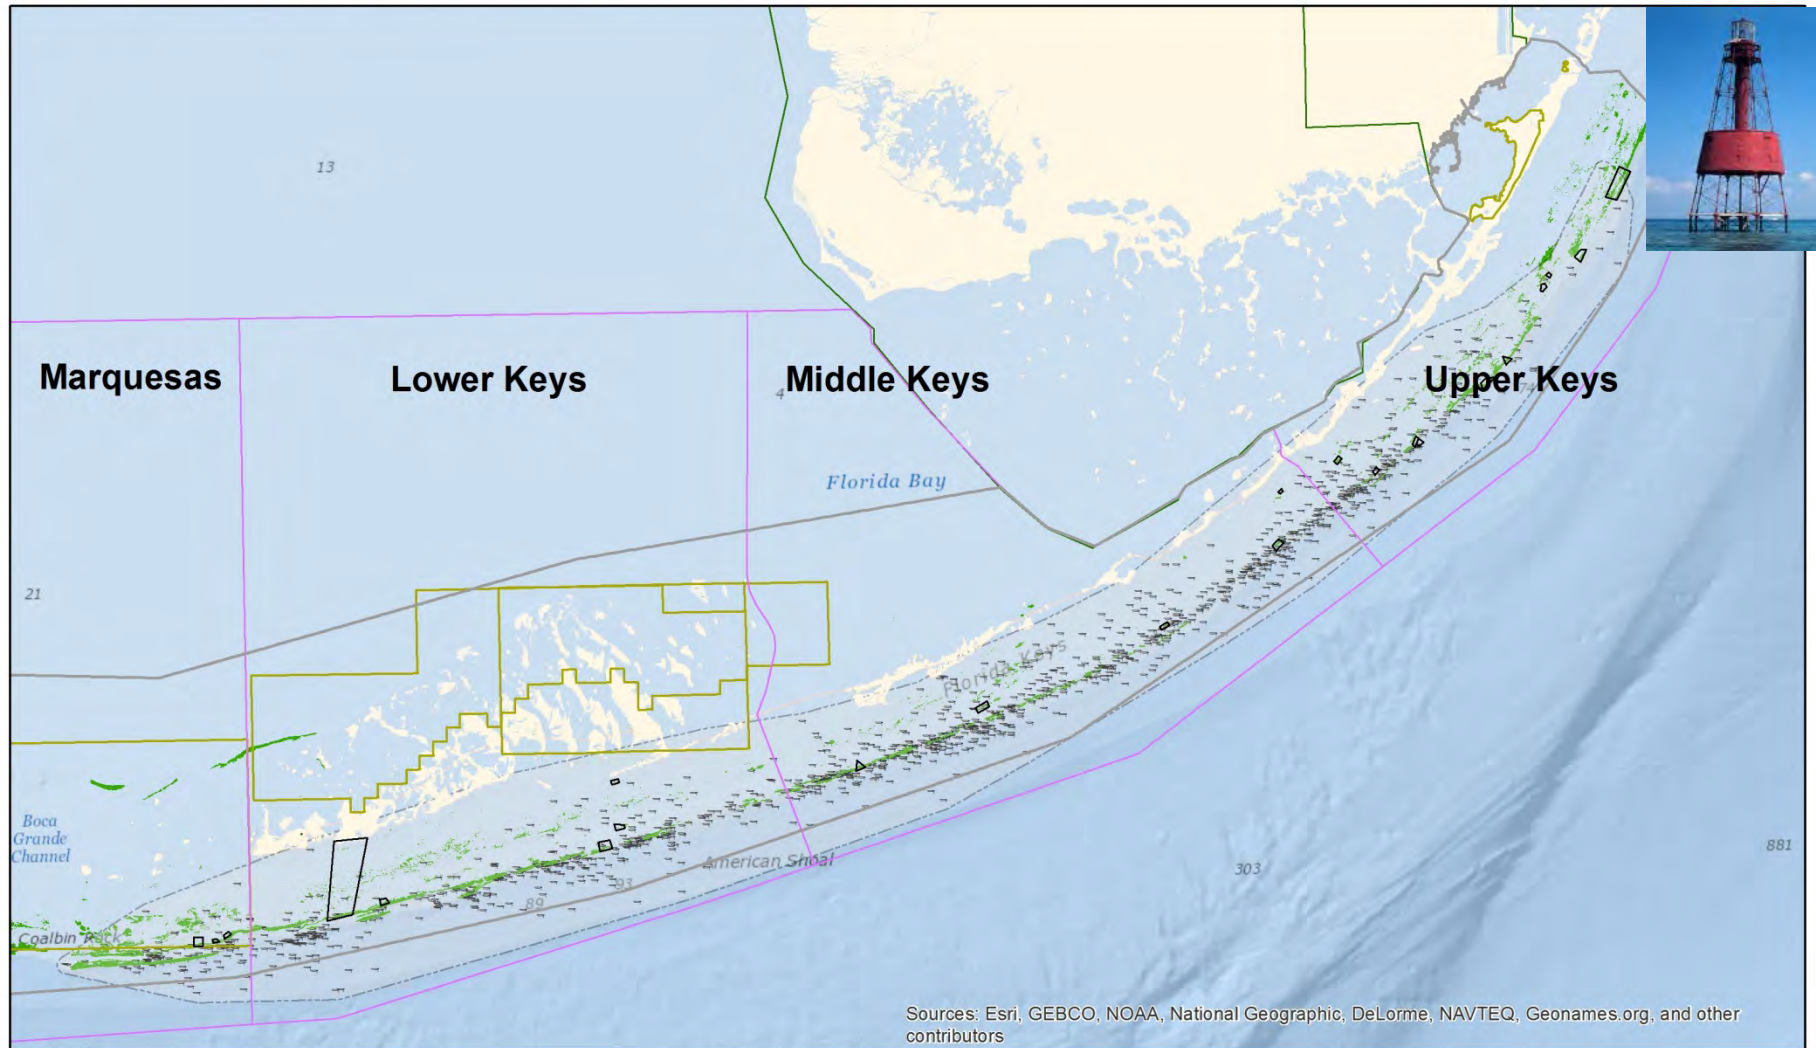 13
Marquesas
Lower Keys
Middle Keys
Upper Keys
4
74
Florida Bay
21
Florida Keys
Boca
Grande
Channel
American Shoal
303
881
93
89
Coalbin Rock
Sources: Esri, GEBCO, NOAA, National Geographic, DeLorme, NAVTEQ, Geonames.org, and other
contributors